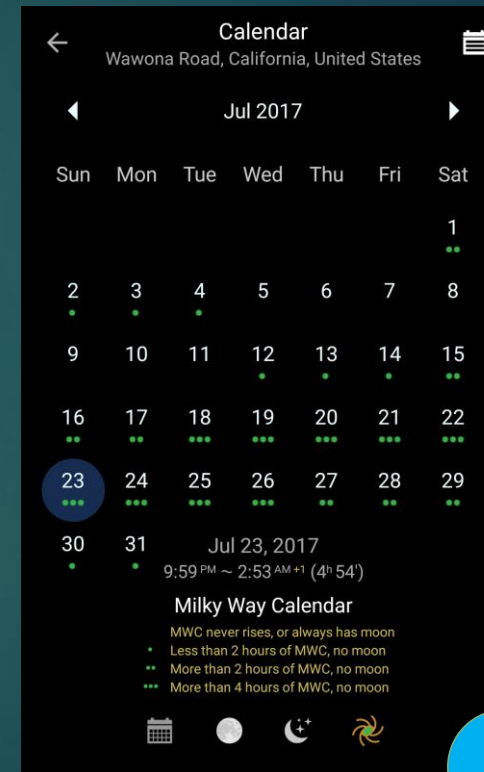 Calendar
Wawona Road, California, United States
Jul 2017
Sun Mon Tue Wed Thu Fri Sat
1
2 3 4 5 6 7 8
9 10 11 12 13 14 15
16 17 18 19 20 21 22
23 24 25 26 27 28 29
30 31 Jul 23, 2017
9:59 PM ~ 2:53 AM +1 (4h 54')
Milky Way Calendar
MWC never rises, or always has moon
• Less than 2 hours of MWC, no moon
•• More than 2 hours of MWC, no moon
••• More than 4 hours of MWC, no moon